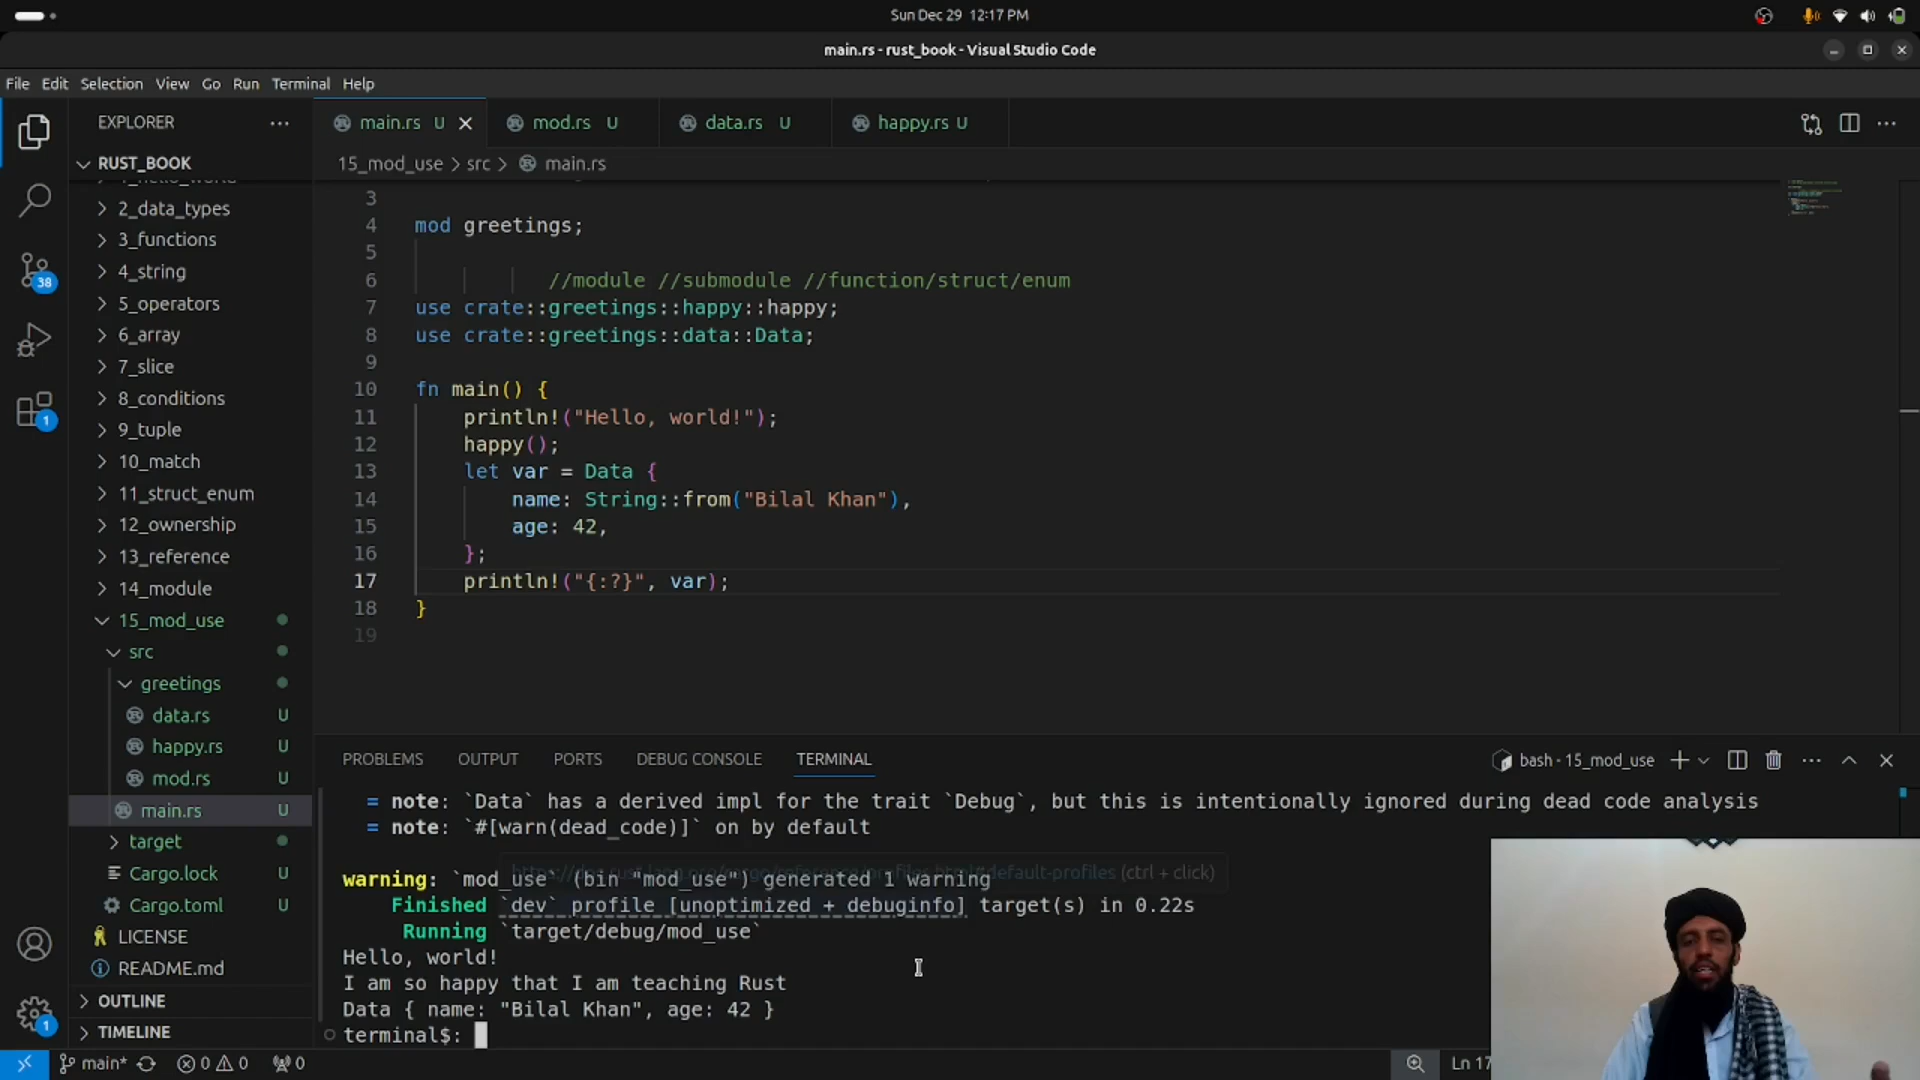 Sun Dec 29 12:17 PM
main.rs - rust_book - Visual Studio Code
File Edit Selection View Go Run Terminal Help
EXPLORER
RUST_BOOK
2_data_types
3_functions
4_string
5_operators
6_array
7_slice
8_conditions
9_tuple
10_match
11_struct_enum
12_ownership
13_reference
14_module
15_mod_use
src
greetings
data.rs U
happy.rs U
mod.rs U
main.rs U
target
Cargo.lock U
Cargo.toml U
LICENSE
README.md
OUTLINE
TIMELINE
38
1
1
main.rs U
mod.rs U
data.rs U
happy.rs U
15_mod_use > src > main.rs
3
4 mod greetings;
5
6 //module //submodule //function/struct/enum
7 use crate::greetings::happy::happy;
8 use crate::greetings::data::Data;
9
10 fn main() {
11 println!("Hello, world!");
12 happy();
13 let var = Data {
14 name: String::from("Bilal Khan"),
15 age: 42,
16 };
17 println!("{:?}", var);
18 }
19
PROBLEMS OUTPUT PORTS DEBUG CONSOLE TERMINAL
bash - 15_mod_use
= note: `Data` has a derived impl for the trait `Debug`, but this is intentionally ignored during dead code analysis
= note: `#[warn(dead_code)]` on by default
warning: `mod_use` (bin "mod_use") generated 1 warning
(ctrl + click)
Finished `dev` profile [unoptimized + debuginfo] target(s) in 0.22s
Running `target/debug/mod_use`
Hello, world!
I am so happy that I am teaching Rust
Data { name: "Bilal Khan", age: 42 }
terminal$:
main* 0 0 0
Ln 17